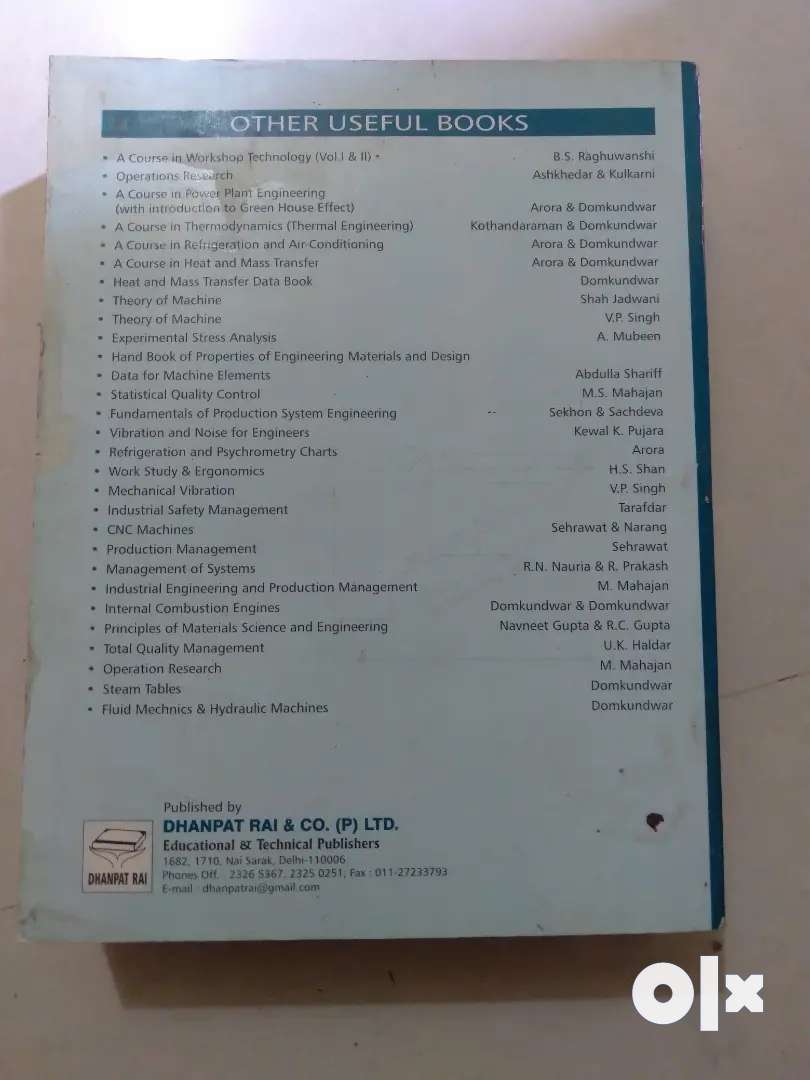 OTHER USEFUL BOOKS
• A Course in Workshop Technology (Vol.I & II) • B.S. Raghuwanshi
• Operations Research Ashkhedar & Kulkarni
• A Course in Power Plant Engineering
(with introduction to Green House Effect) Arora & Domkundwar
• A Course in Thermodynamics (Thermal Engineering) Kothandaraman & Domkundwar
• A Course in Refrigeration and Air-Conditioning Arora & Domkundwar
• A Course in Heat and Mass Transfer Arora & Domkundwar
• Heat and Mass Transfer Data Book Domkundwar
• Theory of Machine Shah Jadwani
• Theory of Machine V.P. Singh
• Experimental Stress Analysis A. Mubeen
• Hand Book of Properties of Engineering Materials and Design
• Data for Machine Elements Abdulla Shariff
• Statistical Quality Control M.S. Mahajan
• Fundamentals of Production System Engineering -- Sekhon & Sachdeva
• Vibration and Noise for Engineers Kewal K. Pujara
• Refrigeration and Psychrometry Charts Arora
• Work Study & Ergonomics H.S. Shan
• Mechanical Vibration V.P. Singh
• Industrial Safety Management Tarafdar
• CNC Machines Sehrawat & Narang
• Production Management Sehrawat
• Management of Systems R.N. Nauria & R. Prakash
• Industrial Engineering and Production Management M. Mahajan
• Internal Combustion Engines Domkundwar & Domkundwar
• Principles of Materials Science and Engineering Navneet Gupta & R.C. Gupta
• Total Quality Management U.K. Haldar
• Operation Research M. Mahajan
• Steam Tables Domkundwar
• Fluid Mechnics & Hydraulic Machines Domkundwar
Published by
DHANPAT RAI & CO. (P) LTD.
Educational & Technical Publishers
1682, 1710, Nai Sarak, Delhi-110006
Phones Off. 2326 5367, 2325 0251, Fax : 011-27233793
E-mail : dhanpatrai@gmail.com
DHANPAT RAI
olx